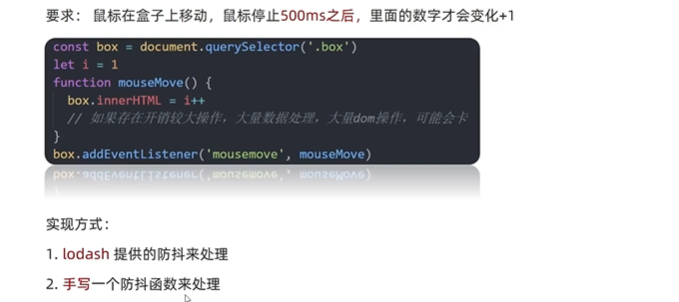 要求： 鼠标在盒子上移动，鼠标停止500ms之后，里面的数字才会变化+1
const box = document.querySelector('.box')
let i = 1
function mouseMove() {
box.innerHTML = i++
// 如果存在开销较大操作，大量数据处理，大量dom操作，可能会卡
}
box.addEventListener('mousemove', mouseMove)
实现方式：
1. lodash 提供的防抖来处理
2. 手写一个防抖函数来处理